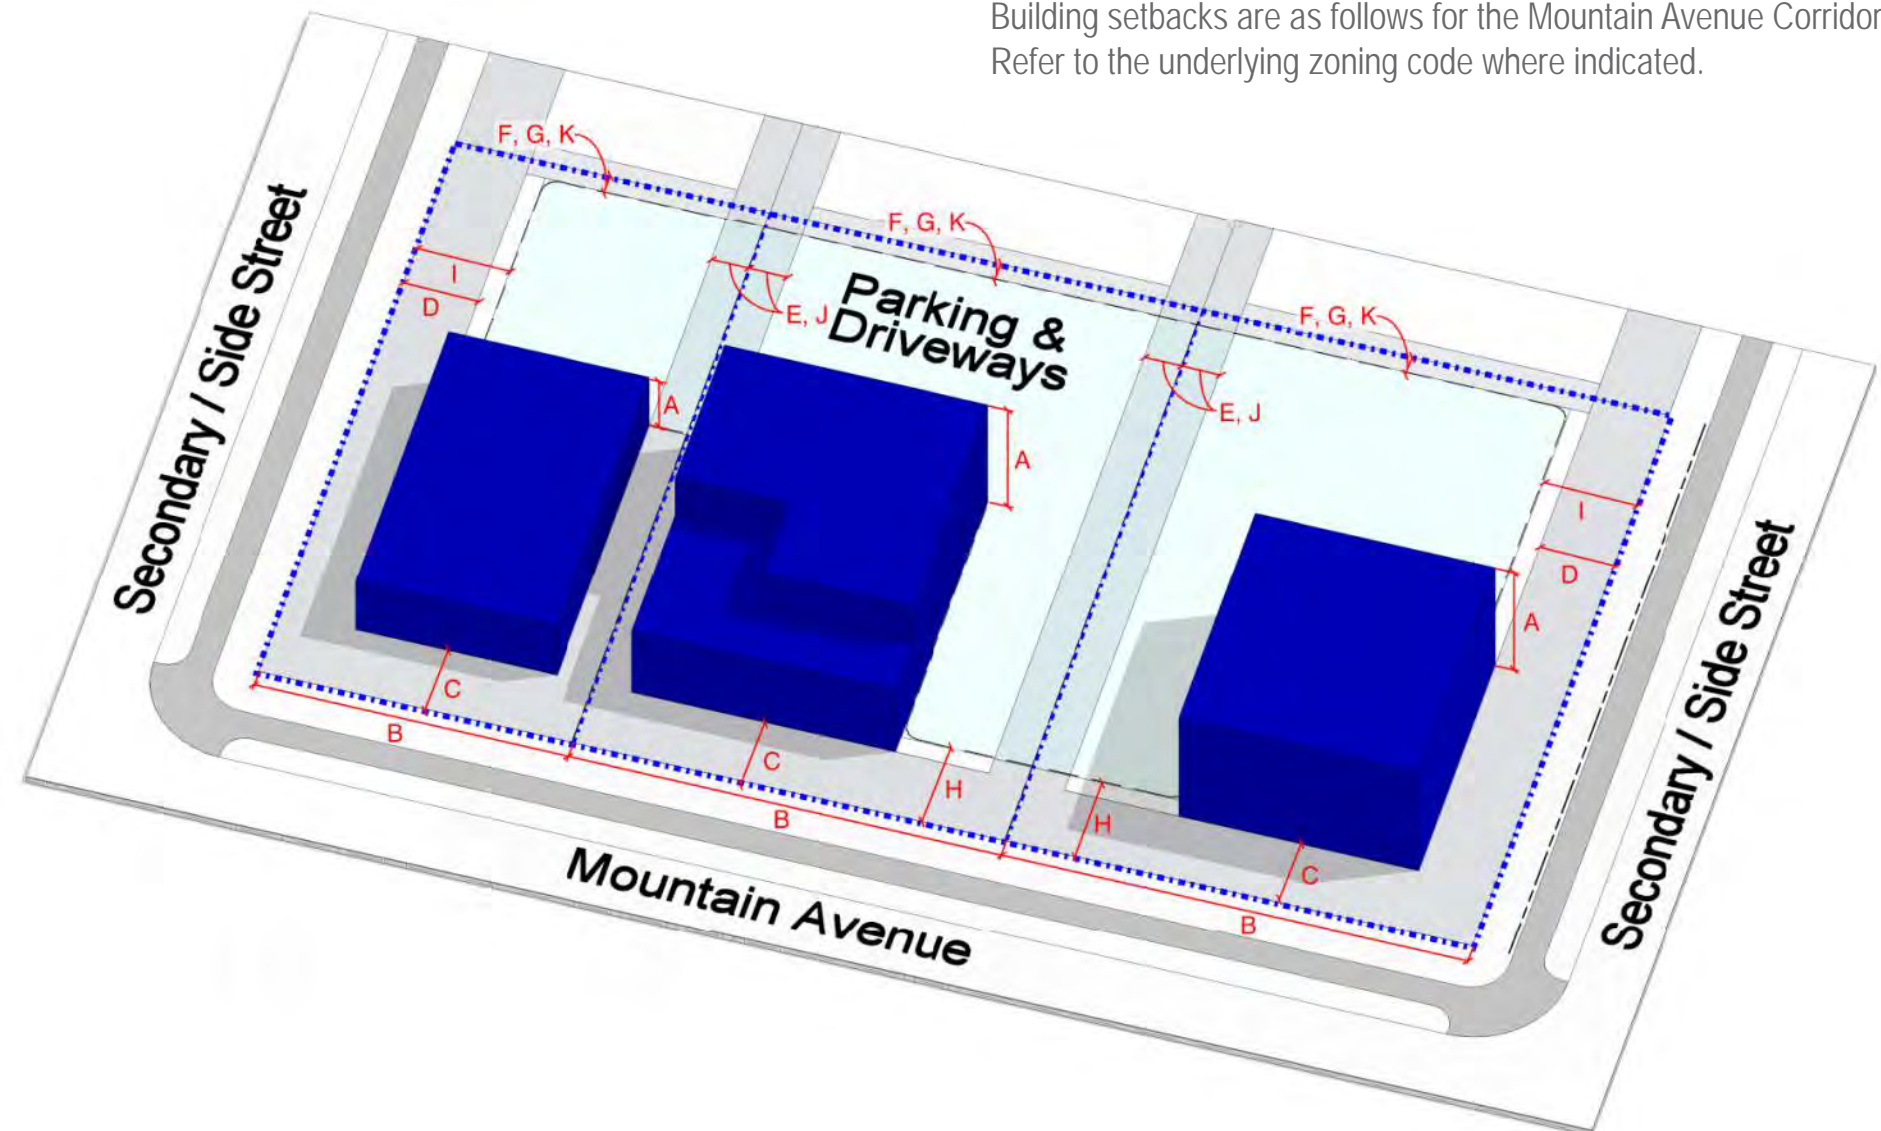 Building setbacks are as follows for the Mountain Avenue Corridor
Refer to the underlying zoning code where indicated.
F, G, K
F, G, K
F, G, K
Secondary / Side Street
I
D
E, J
Parking &
Driveways
E, J
A
A
I
D
A
C
B
C
B
H
H
C
B
Mountain Avenue
Secondary / Side Street